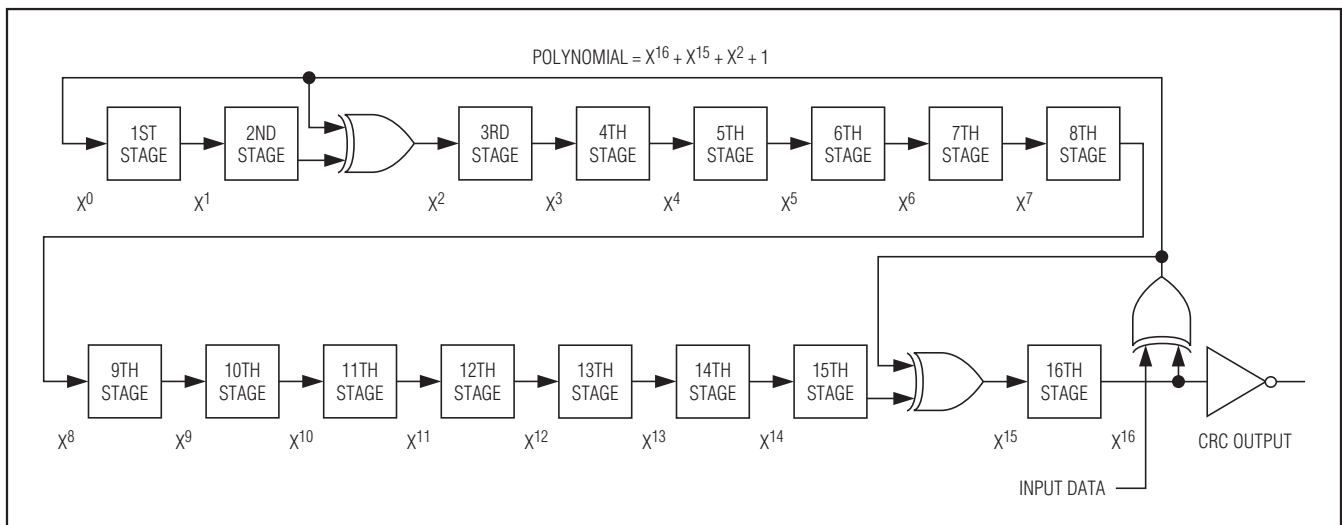 POLYNOMIAL = X16 + X15 + X2 + 1
1ST
STAGE
2ND
STAGE
3RD
STAGE
4TH
STAGE
5TH
STAGE
6TH
STAGE
7TH
STAGE
8TH
STAGE
X0
X1
X2
X3
X4
X5
X6
X7
9TH
STAGE
10TH
STAGE
11TH
STAGE
12TH
STAGE
13TH
STAGE
14TH
STAGE
15TH
STAGE
16TH
STAGE
X8
X9
X10
X11
X12
X13
X14
X15
X16
CRC OUTPUT
INPUT DATA